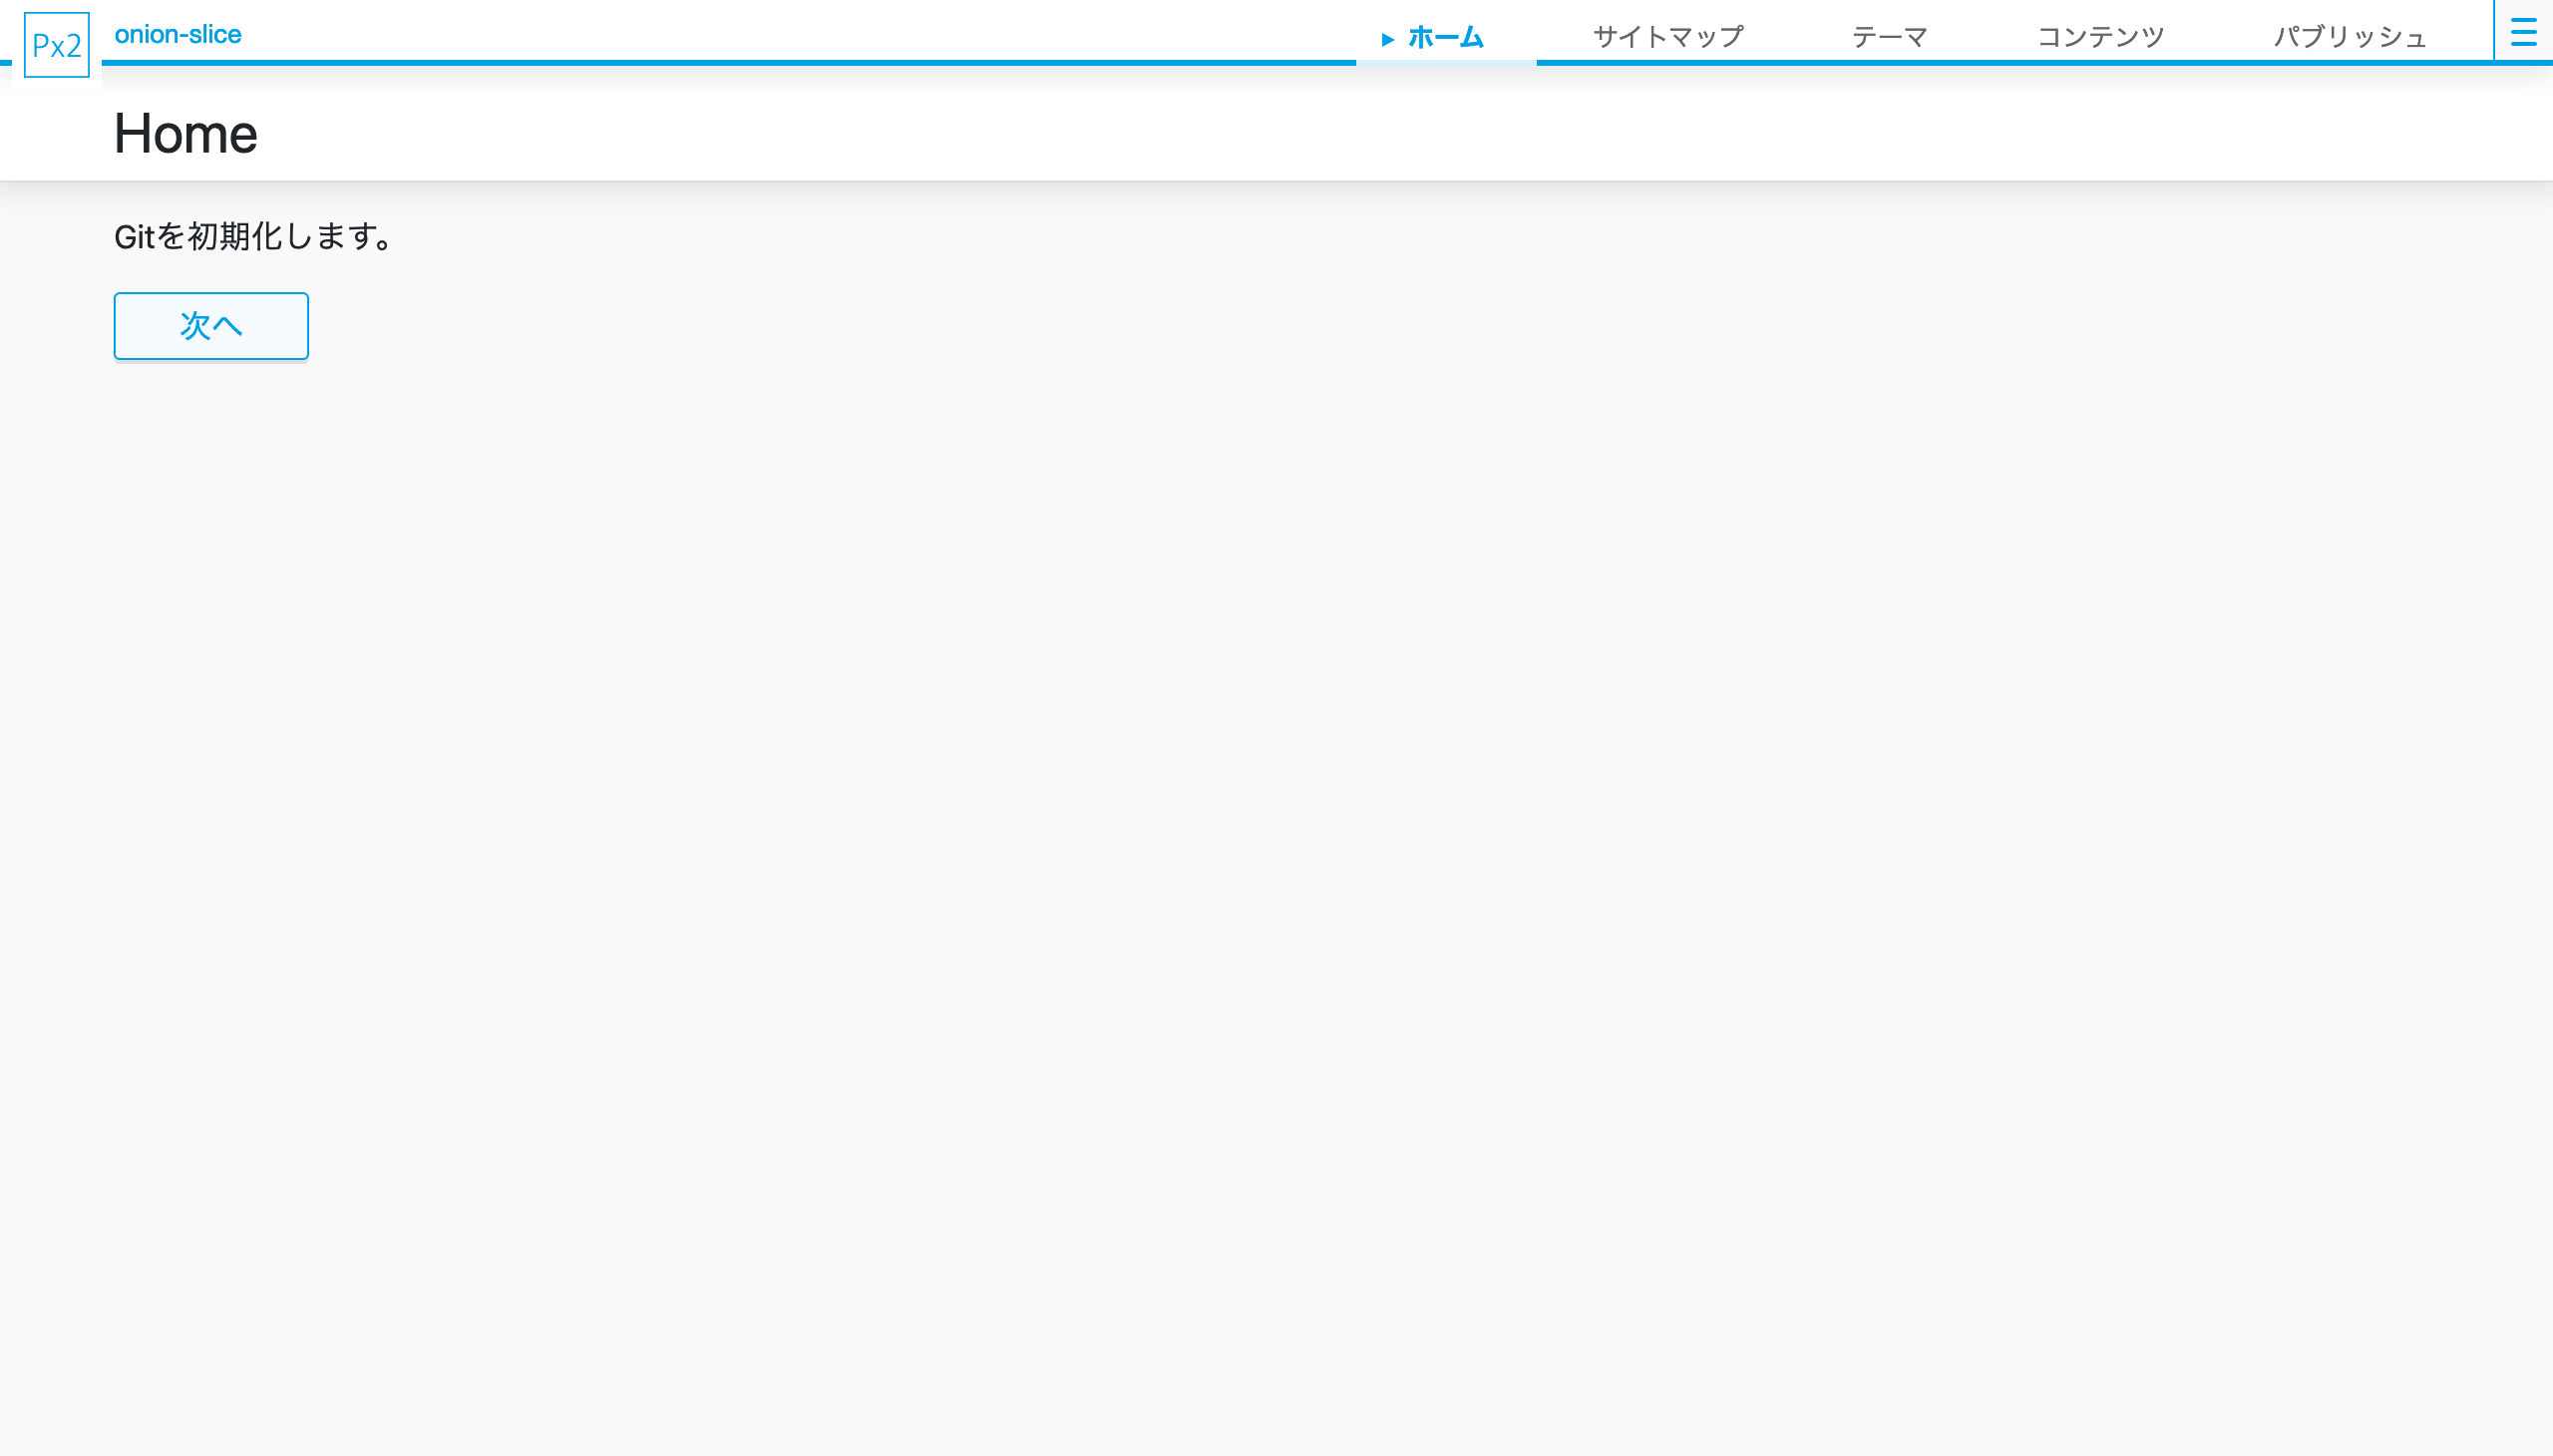 Px2
onion-slice
▶ ホーム
サイトマップ
テーマ
コンテンツ
パブリッシュ
Home
Gitを初期化します。
次へ